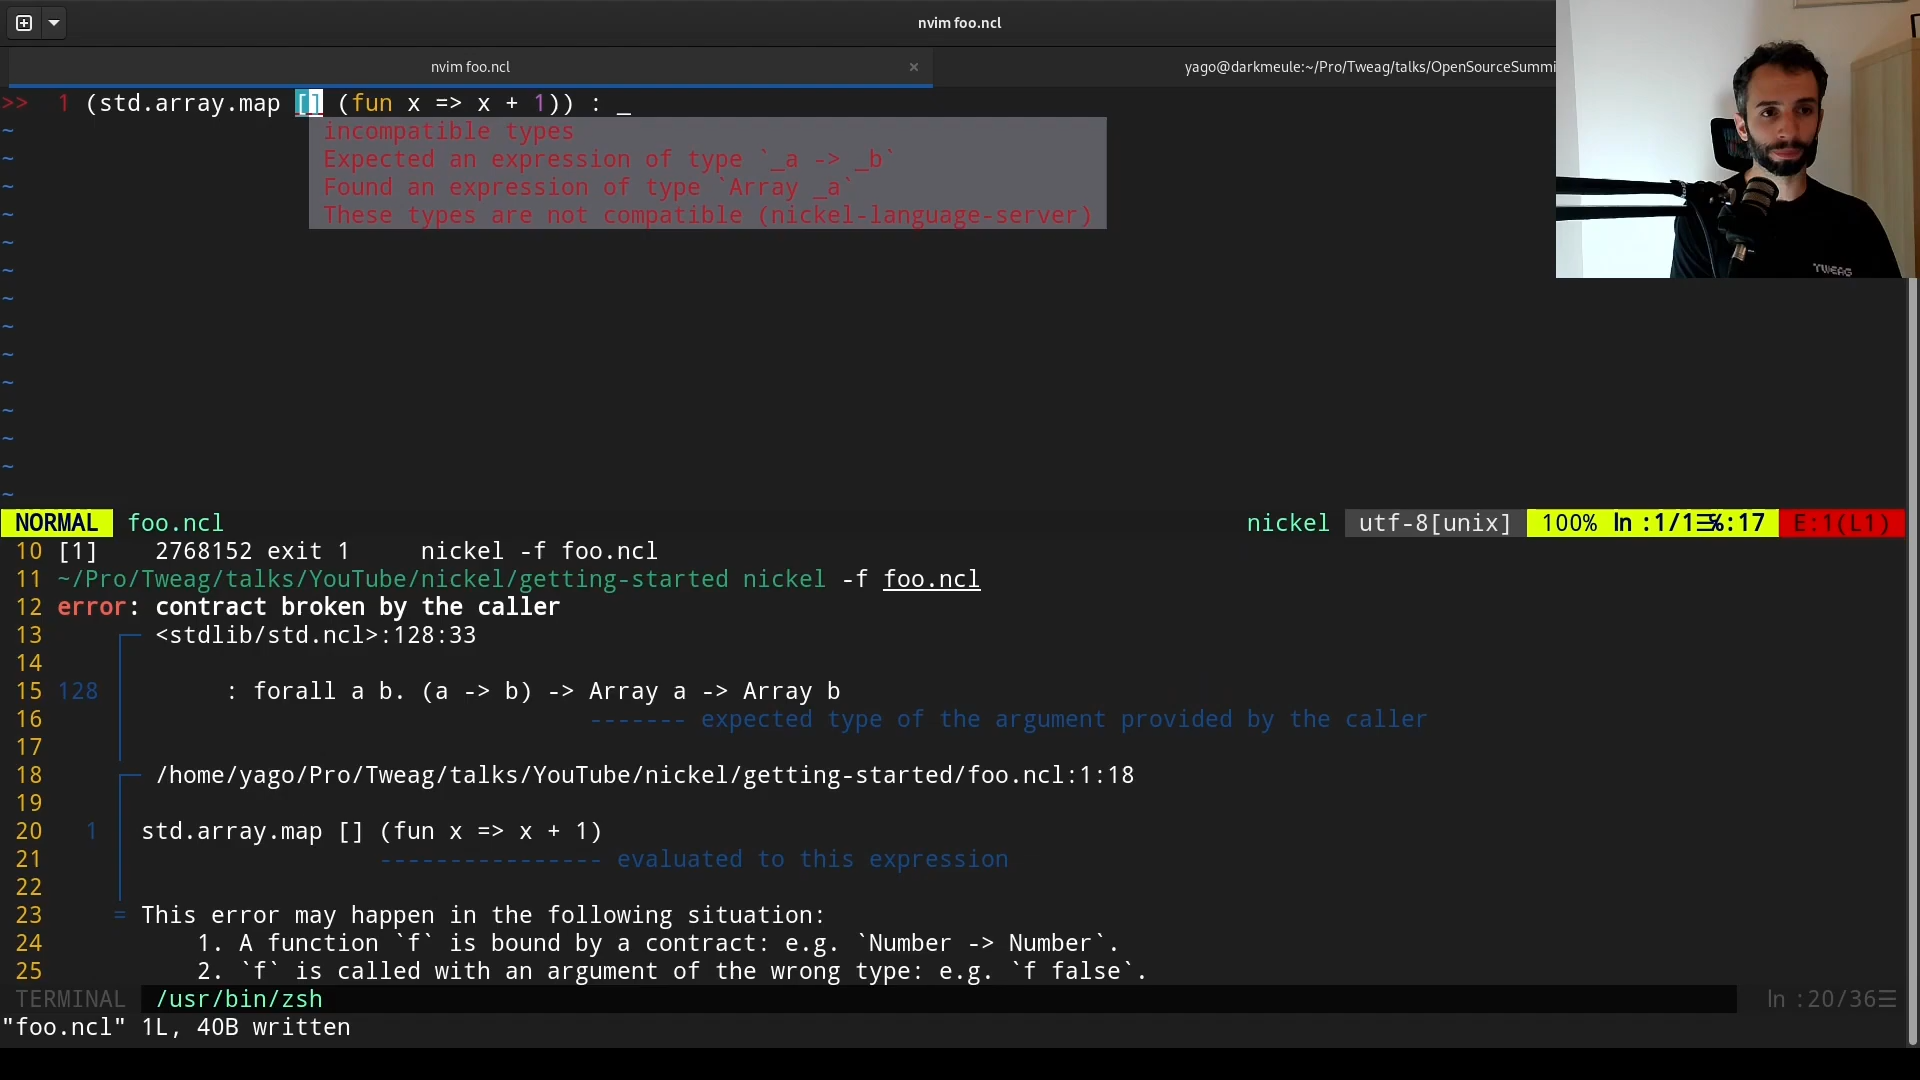 nvim foo.ncl
nvim foo.ncl ×
yago@darkmeule:~/Pro/Tweag/talks/OpenSourceSummi
>> 1 (std.array.map [] (fun x => x + 1)) : _
incompatible types
Expected an expression of type `_a -> _b`
Found an expression of type `Array _a`
These types are not compatible (nickel-language-server)
TWEAG
~
~
~
~
~
~
~
~
~
~
~
~
~
~
NORMAL foo.ncl nickel utf-8[unix] 100% ln :1/1☰%:17 E:1(L1)
10 [1] 2768152 exit 1 nickel -f foo.ncl
11 ~/Pro/Tweag/talks/YouTube/nickel/getting-started nickel -f foo.ncl
12 error: contract broken by the caller
13 <stdlib/std.ncl>:128:33
14
15 128 : forall a b. (a -> b) -> Array a -> Array b
16 ------- expected type of the argument provided by the caller
17
18 /home/yago/Pro/Tweag/talks/YouTube/nickel/getting-started/foo.ncl:1:18
19
20 1 std.array.map [] (fun x => x + 1)
21 ---------------- evaluated to this expression
22
23 = This error may happen in the following situation:
24 1. A function `f` is bound by a contract: e.g. `Number -> Number`.
25 2. `f` is called with an argument of the wrong type: e.g. `f false`.
TERMINAL /usr/bin/zsh ln :20/36☰
"foo.ncl" 1L, 40B written